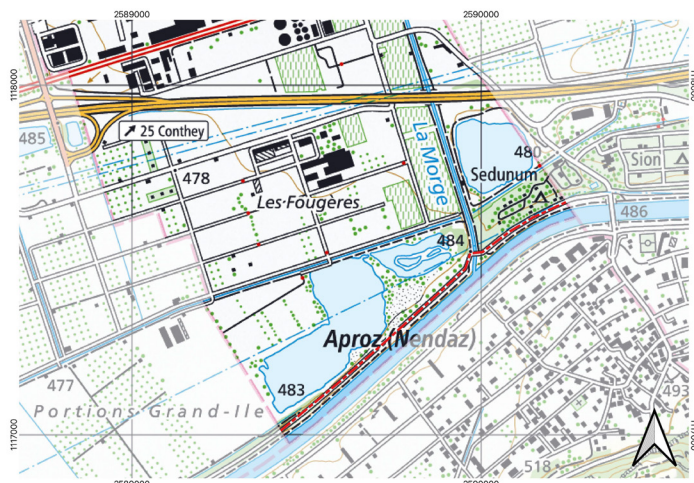 2589000 2590000
1118000
485
25 Conthey
La Morge
480
Sion
478
Sedunum
Les Fougères
486
484
Aproz (Nendaz)
477
483
493
Portions Grand-Ile
1117000
518
2589000